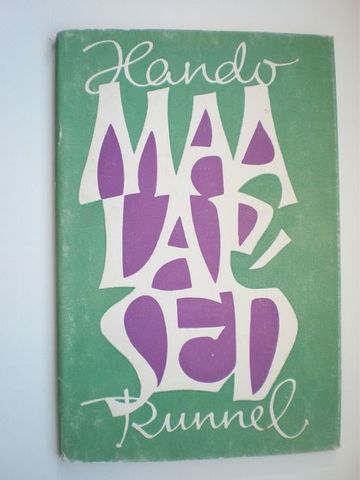 Hando
MAA
LAP-
SED
Runnel